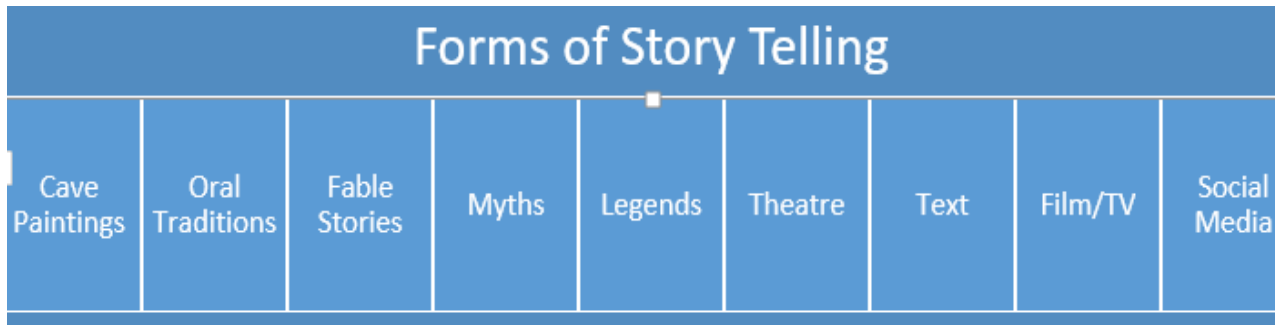 Forms of Story Telling
Cave
Paintings
Oral
Traditions
Fable
Stories
Myths
Legends
Theatre
Text
Film/TV
Social
Media